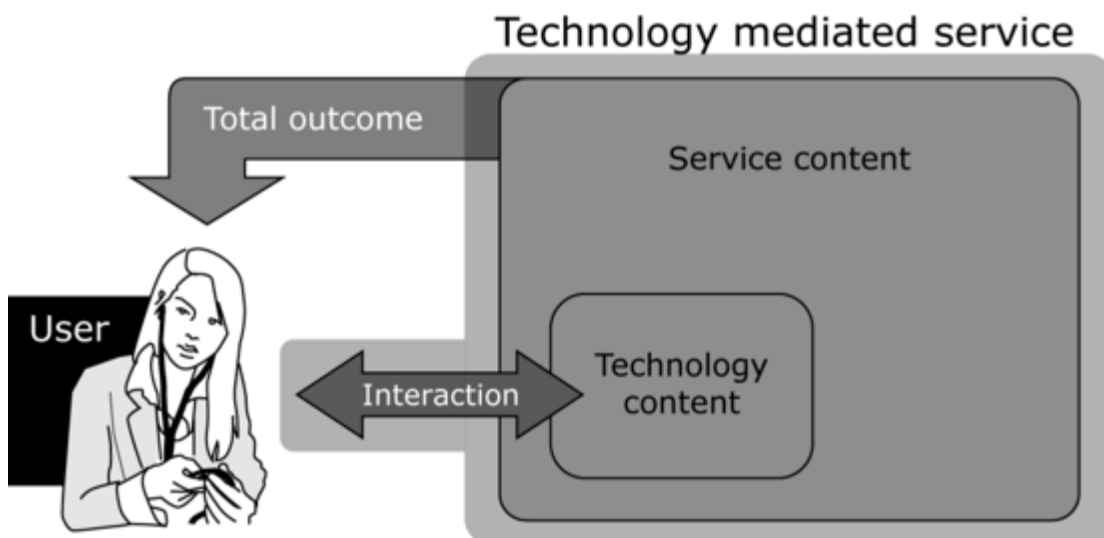 Technology mediated service
Total outcome
Service content
User
Interaction
Technology
content